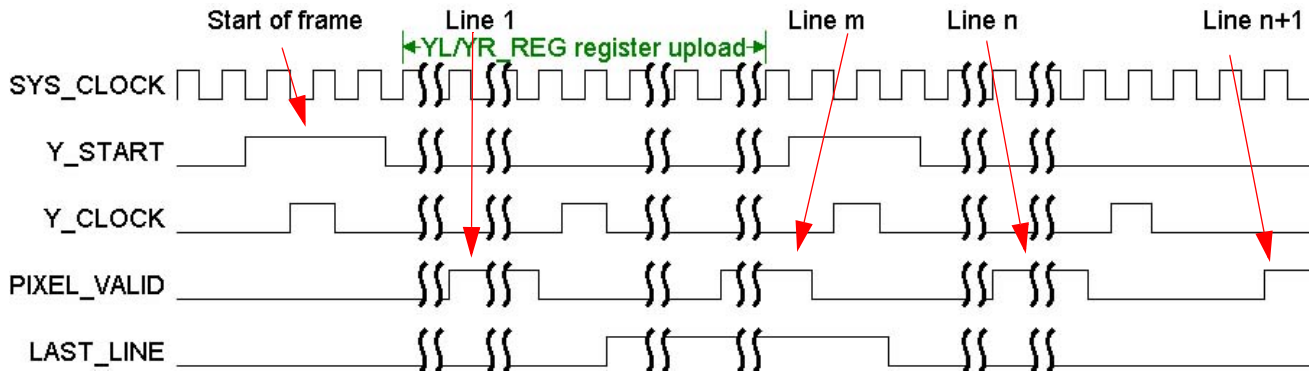 Start of frame
Line 1
Line m
Line n
Line n+1
YL/YR_REG register upload
SYS_CLOCK
Y_START
Y_CLOCK
PIXEL_VALID
LAST_LINE